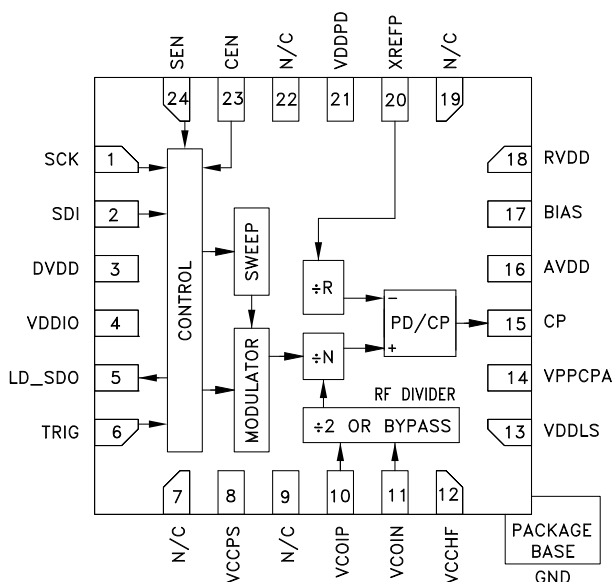 SEN
CEN
N/C
VDDPD
XREFP
N/C
24
23
22
21
20
19
SCK
1
SDI
2
DVDD
3
VDDIO
4
LD_SDO
5
TRIG
6
CONTROL
SWEEP
MODULATOR
÷R
÷N
−
PD/CP
+
RF DIVIDER
÷2 OR BYPASS
18
RVDD
17
BIAS
16
AVDD
15
CP
14
VPPCPA
13
VDDLS
7
8
9
10
11
12
N/C
VCCPS
N/C
VCOIP
VCOIN
VCCHF
PACKAGE
BASE
GND